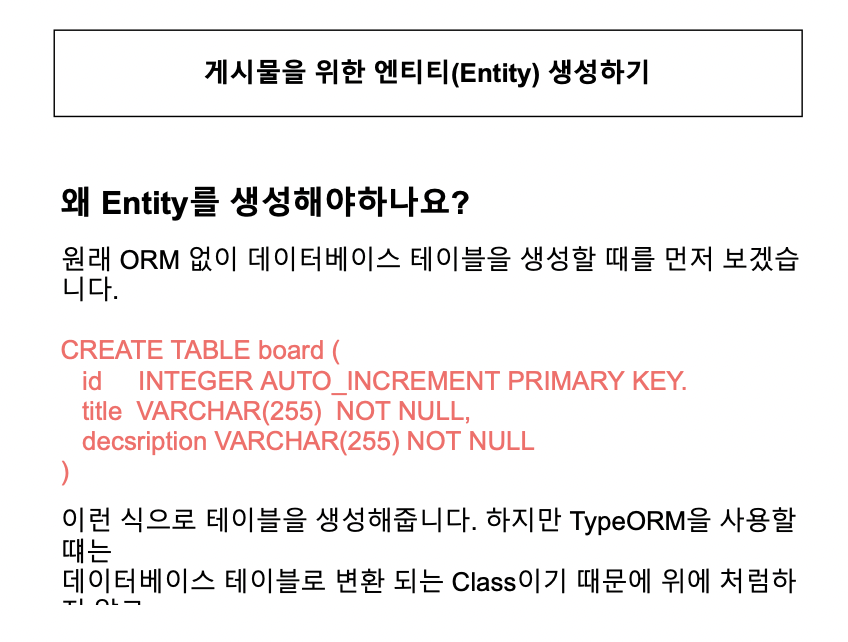 게시물을 위한 엔티티(Entity) 생성하기
왜 Entity를 생성해야하나요?
원래 ORM 없이 데이터베이스 테이블을 생성할 때를 먼저 보겠습
니다.
CREATE TABLE board (
id INTEGER AUTO_INCREMENT PRIMARY KEY.
title VARCHAR(255) NOT NULL,
decsription VARCHAR(255) NOT NULL
)
이런 식으로 테이블을 생성해줍니다. 하지만 TypeORM을 사용할
떄는
데이터베이스 테이블로 변환 되는 Class이기 때문에 위에 처럼하